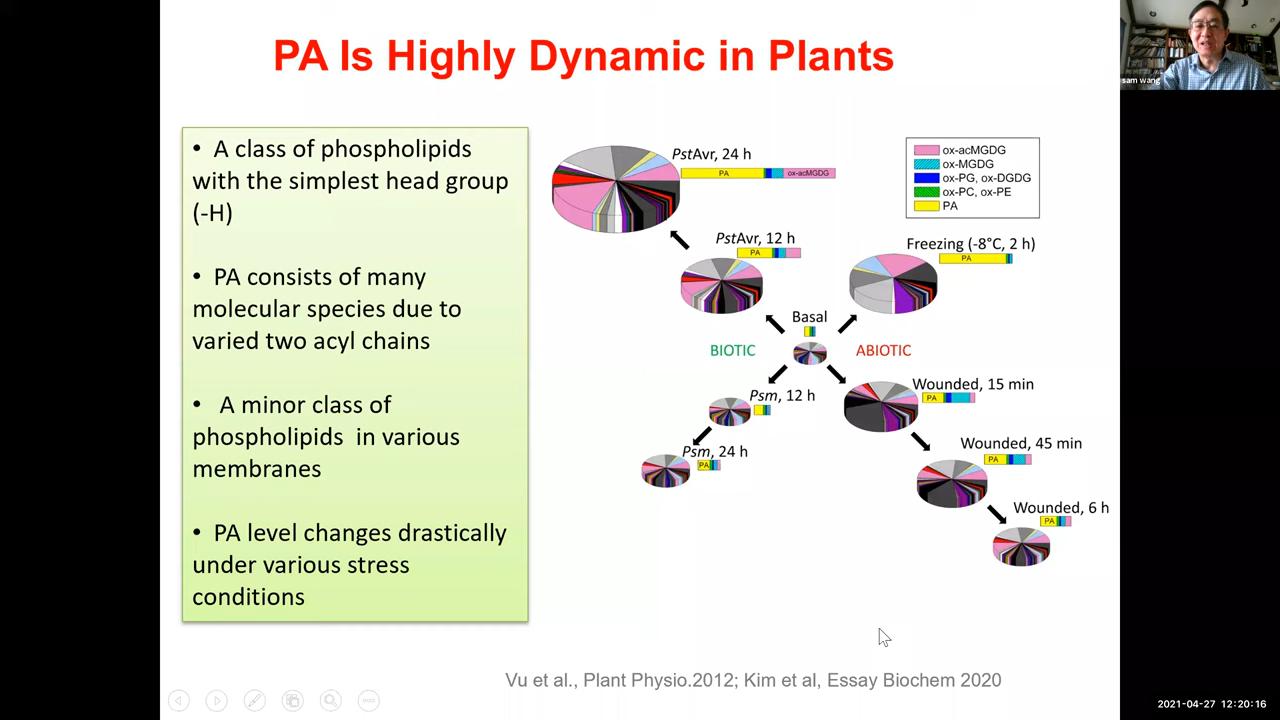 PA Is Highly Dynamic in Plants
sam wang
• A class of phospholipids
with the simplest head group
(-H)
• PA consists of many
molecular species due to
varied two acyl chains
• A minor class of
phospholipids in various
membranes
• PA level changes drastically
under various stress
conditions
PstAvr, 24 h
PA
ox-acMGDG
PstAvr, 12 h
PA
ox-acMGDG
ox-MGDG
ox-PG, ox-DGDG
ox-PC, ox-PE
PA
Freezing (-8°C, 2 h)
PA
Basal
BIOTIC
ABIOTIC
Psm, 12 h
Psm, 24 h
PA
Wounded, 15 min
PA
Wounded, 45 min
PA
Wounded, 6 h
PA
Vu et al., Plant Physio.2012; Kim et al, Essay Biochem 2020
2021-04-27 12:20:16